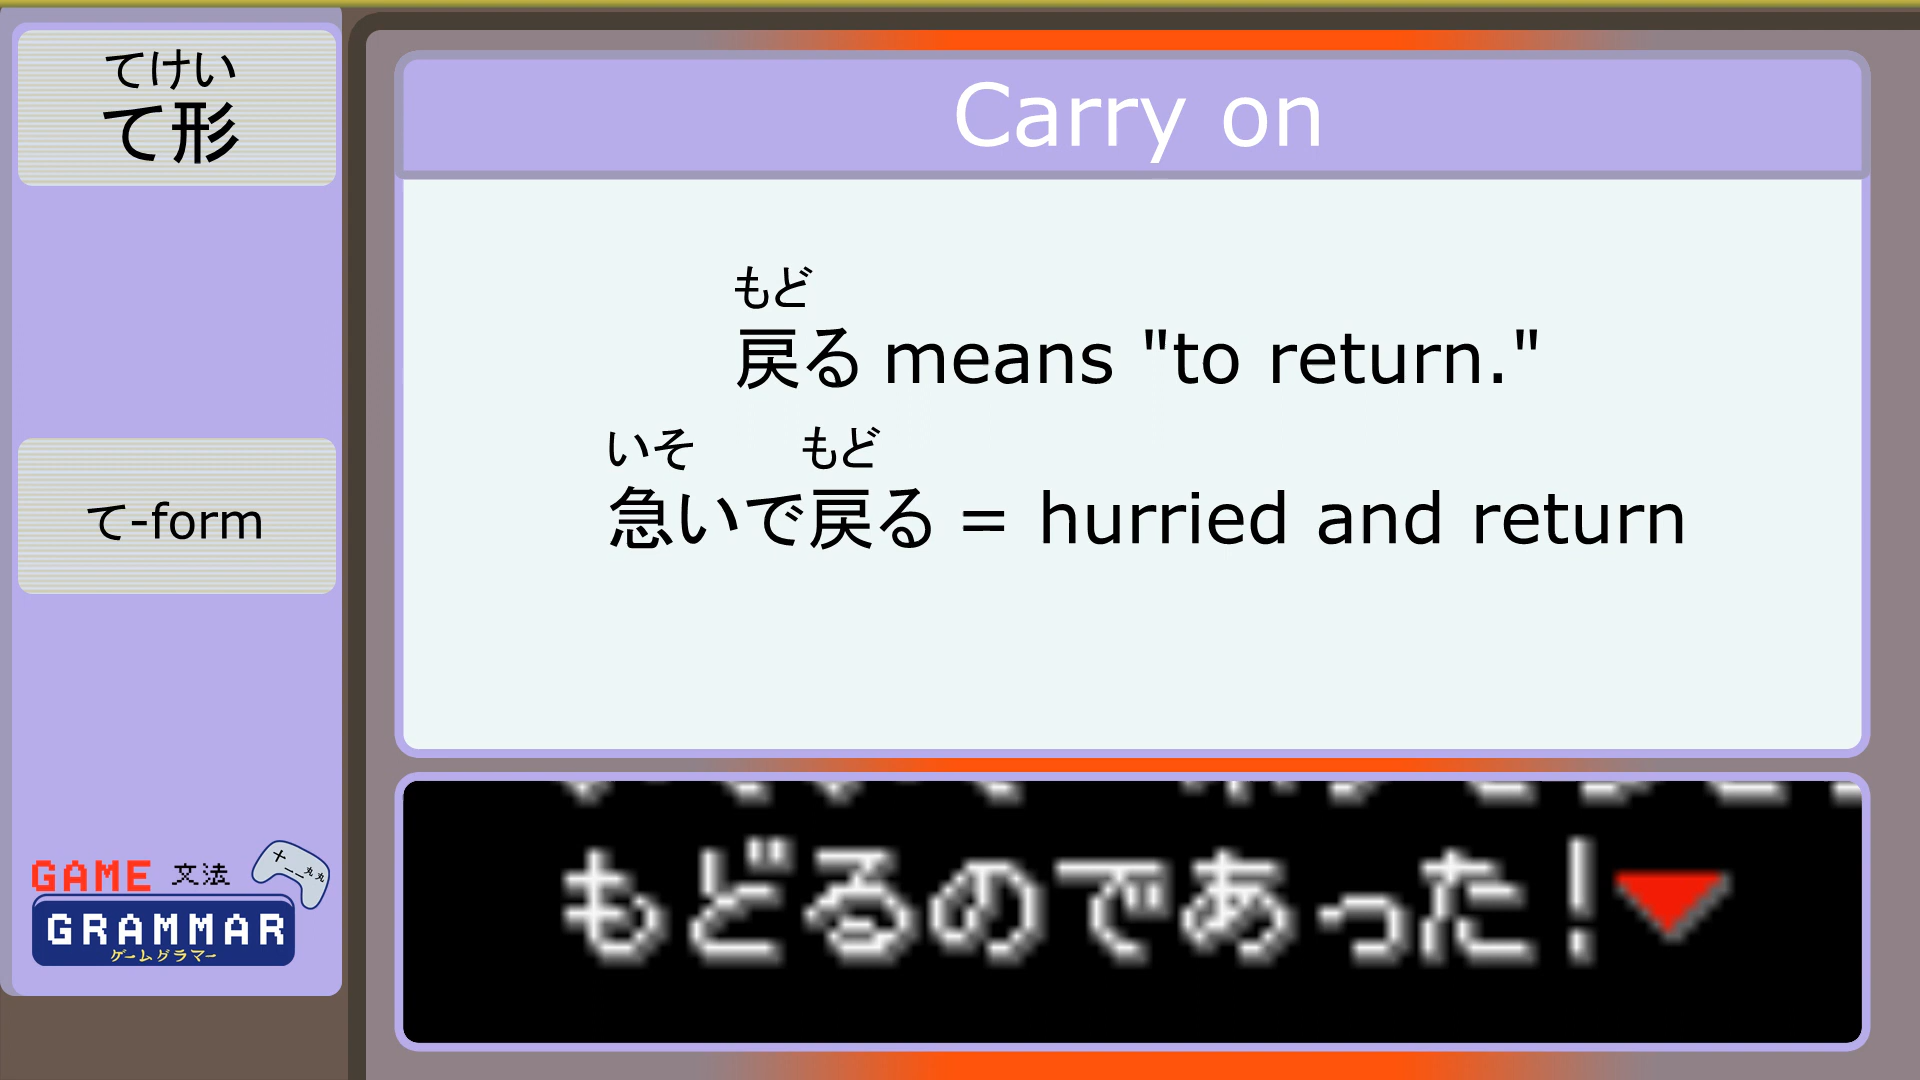 てけい
て形
て-form
GAME 文法
GRAMMAR
ゲームグラマー
Carry on
もど
戻る means "to return."
いそ もど
急いで戻る = hurried and return
もどるのであった!